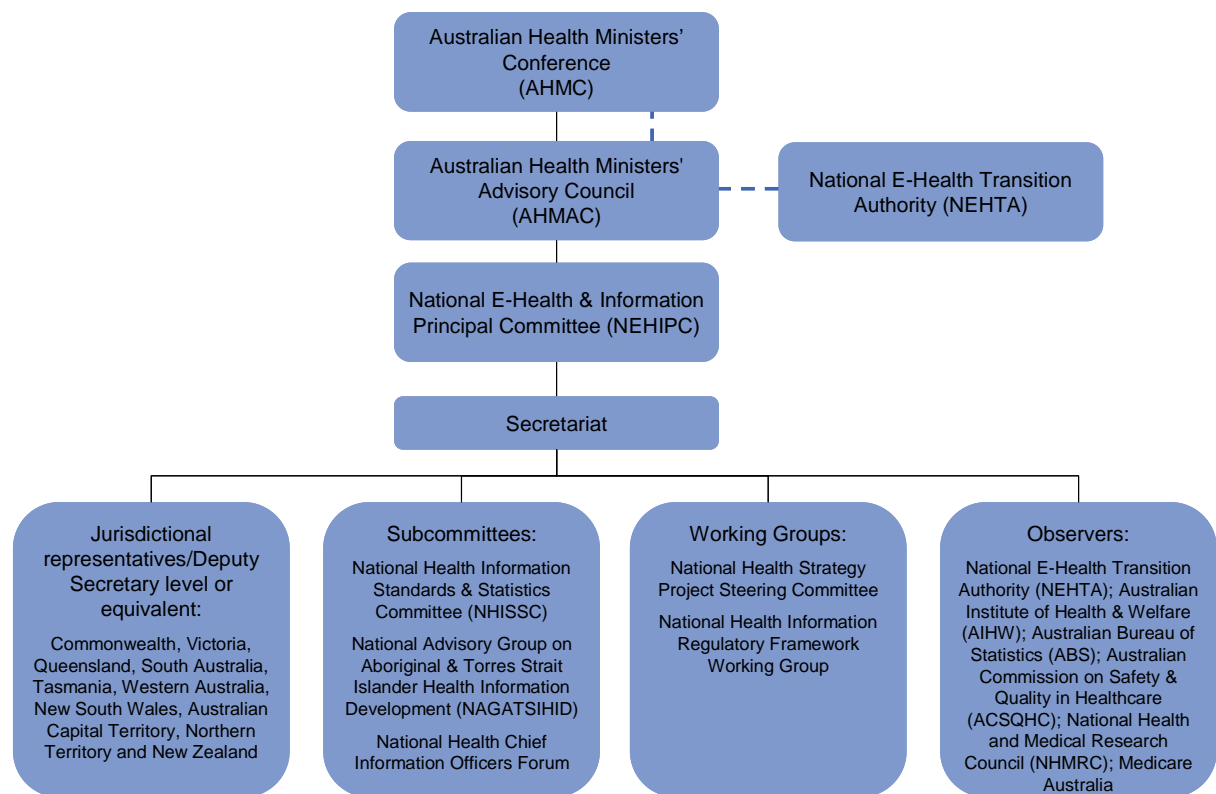 Australian Health Ministers'
Conference
(AHMC)
Australian Health Ministers'
Advisory Council
(AHMAC)
National E-Health Transition
Authority (NEHTA)
National E-Health & Information
Principal Committee (NEHIPC)
Secretariat
Jurisdictional
representatives/Deputy
Secretary level or
equivalent:
Commonwealth, Victoria,
Queensland, South Australia,
Tasmania, Western Australia,
New South Wales, Australian
Capital Territory, Northern
Territory and New Zealand
Subcommittees:
National Health Information
Standards & Statistics
Committee (NHISSC)
National Advisory Group on
Aboriginal & Torres Strait
Islander Health Information
Development (NAGATSIHID)
National Health Chief
Information Officers Forum
Working Groups:
National Health Strategy
Project Steering Committee
National Health Information
Regulatory Framework
Working Group
Observers:
National E-Health Transition
Authority (NEHTA); Australian
Institute of Health & Welfare
(AIHW); Australian Bureau of
Statistics (ABS); Australian
Commission on Safety &
Quality in Healthcare
(ACSQHC); National Health
and Medical Research
Council (NHMRC); Medicare
Australia